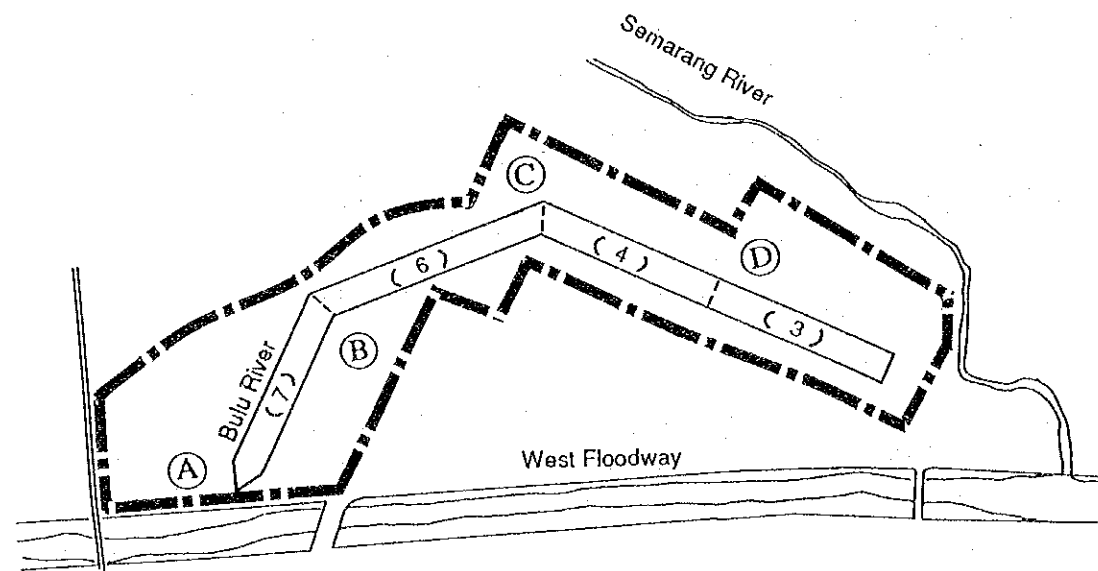 Semarang River
C
( 6 )
( 4 )
D
( 3 )
B
Bulu River
( 7 )
A
West Floodway